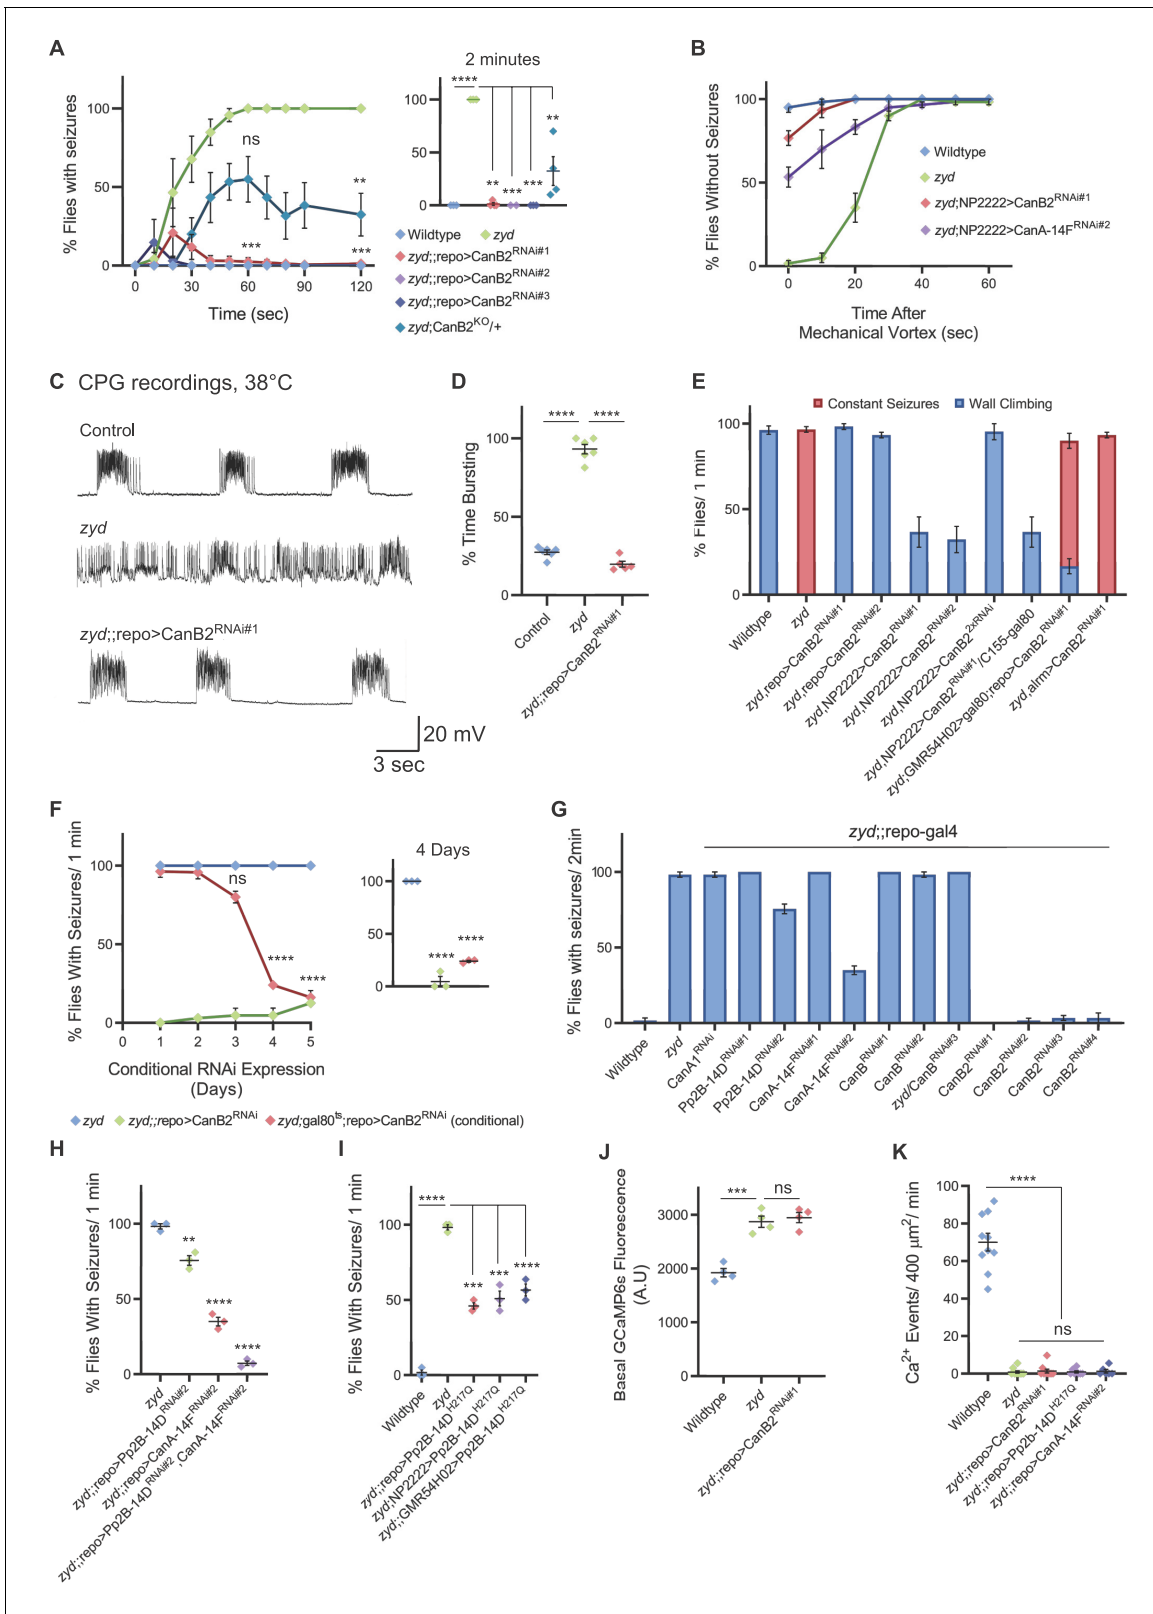 A
% Flies with seizures
100
50
0
0
30
60
90
120
Time (sec)
ns
**
***
***
2 minutes
100
50
0
****
**
***
***
**
Wildtype
zyd
zyd;;repo>CanB2RNAi#1
zyd;;repo>CanB2RNAi#2
zyd;;repo>CanB2RNAi#3
zyd;CanB2KO/+
B
% Flies Without Seizures
100
50
0
0
20
40
60
Time After
Mechanical Vortex (sec)
Wildtype
zyd
zyd;NP2222>CanB2RNAi#1
zyd;NP2222>CanA-14FRNAi#2
C CPG recordings, 38°C
Control
zyd
zyd;;repo>CanB2RNAi#1
20 mV
3 sec
D
% Time Bursting
100
50
0
**** ****
Control
zyd
zyd;;repo>CanB2RNAi#1
E
Constant Seizures
Wall Climbing
% Flies/ 1 min
100
50
0
Wildtype
zyd
zyd,repo>CanB2RNAi#1
zyd,repo>CanB2RNAi#2
zyd,NP2222>CanB2RNAi#1
zyd,NP2222>CanB2RNAi#2
zyd,NP2222>CanB22xRNAi
zyd,NP2222>CanB2RNAi#1/C155-gal80
zyd;GMR54H02>gal80;repo>CanB2RNAi#1
zyd,alrm>CanB2RNAi#1
F
% Flies With Seizures/ 1 min
100
50
0
0
1
2
3
4
5
Conditional RNAi Expression
(Days)
ns
****
****
4 Days
100
50
0
****
****
zyd
zyd;;repo>CanB2RNAi
zyd;gal80ts;repo>CanB2RNAi (conditional)
G
% Flies with seizures/ 2min
100
50
0
zyd;;repo-gal4
Wildtype
zyd
CanA1RNAi
Pp2B-14DRNAi#1
Pp2B-14DRNAi#2
CanA-14FRNAi#1
CanA-14FRNAi#2
CanBRNAi#1
CanBRNAi#2
zyd/CanBRNAi#3
CanB2RNAi#1
CanB2RNAi#2
CanB2RNAi#3
CanB2RNAi#4
H
% Flies With Seizures/ 1 min
100
50
0
**
****
****
zyd
zyd;;repo>Pp2B-14DRNAi#2
zyd;;repo>CanA-14FRNAi#2
zyd;;repo>Pp2B-14DRNAi#2,CanA-14FRNAi#2
I
% Flies With Seizures/ 1 min
100
50
0
****
***
***
****
Wildtype
zyd
zyd;;repo>Pp2B-14DH217Q
zyd;NP2222>Pp2B-14DH217Q
zyd;;GMR54H02>Pp2B-14DH217Q
J
Basal GCaMP6s Fluorescence
(A.U)
3000
2000
1000
0
***
ns
Wildtype
zyd
zyd;;repo>CanB2RNAi#1
K
Ca2+ Events/ 400 µm2/ min
100
80
60
40
20
0
****
ns
Wildtype
zyd
zyd;;repo>CanB2RNAi#1
zyd;;repo>Pp2b-14DH217Q
zyd;;repo>CanA-14FRNAi#2